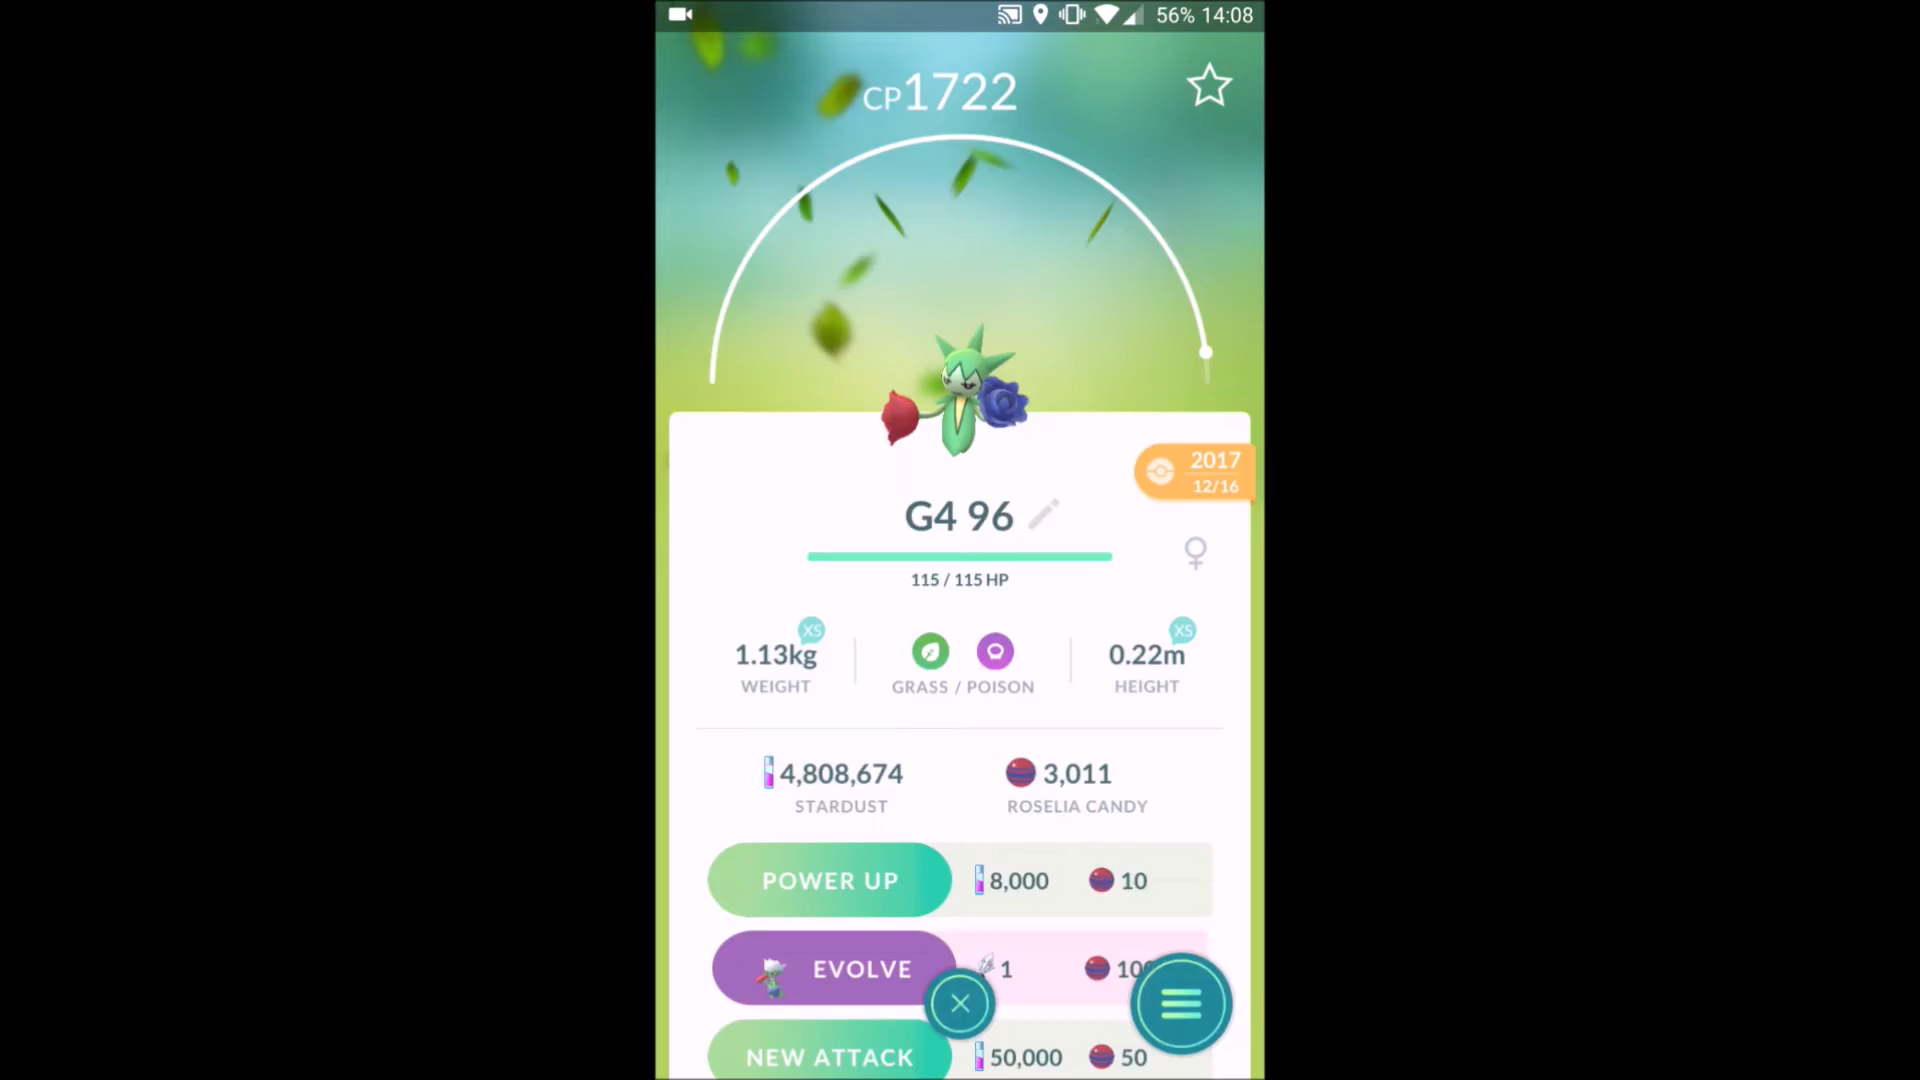 56% 14:08
CP1722
2017
12/16
G4 96
115 / 115 HP
XS
XS
1.13kg
0.22m
WEIGHT
GRASS / POISON
HEIGHT
4,808,674
3,011
STARDUST
ROSELIA CANDY
POWER UP
8,000
10
EVOLVE
1
NEW ATTACK
50,000
50